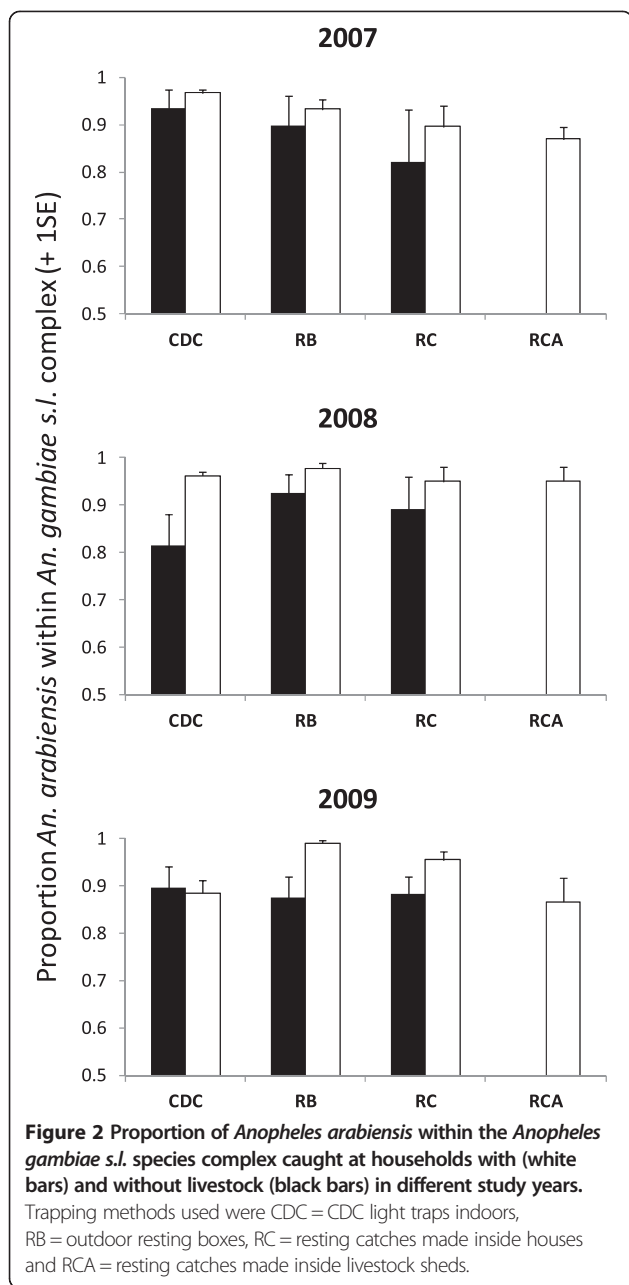 2007
Proportion An. arabiensis within An. gambiae s.l. complex (+ 1SE)
1
0.9
0.8
0.7
0.6
0.5
CDC RB RC RCA
2008
1
0.9
0.8
0.7
0.6
0.5
CDC RB RC RCA
2009
1
0.9
0.8
0.7
0.6
0.5
CDC RB RC RCA
Figure 2 Proportion of Anopheles arabiensis within the Anopheles
gambiae s.l. species complex caught at households with (white
bars) and without livestock (black bars) in different study years.
Trapping methods used were CDC = CDC light traps indoors,
RB = outdoor resting boxes, RC = resting catches made inside houses
and RCA = resting catches made inside livestock sheds.